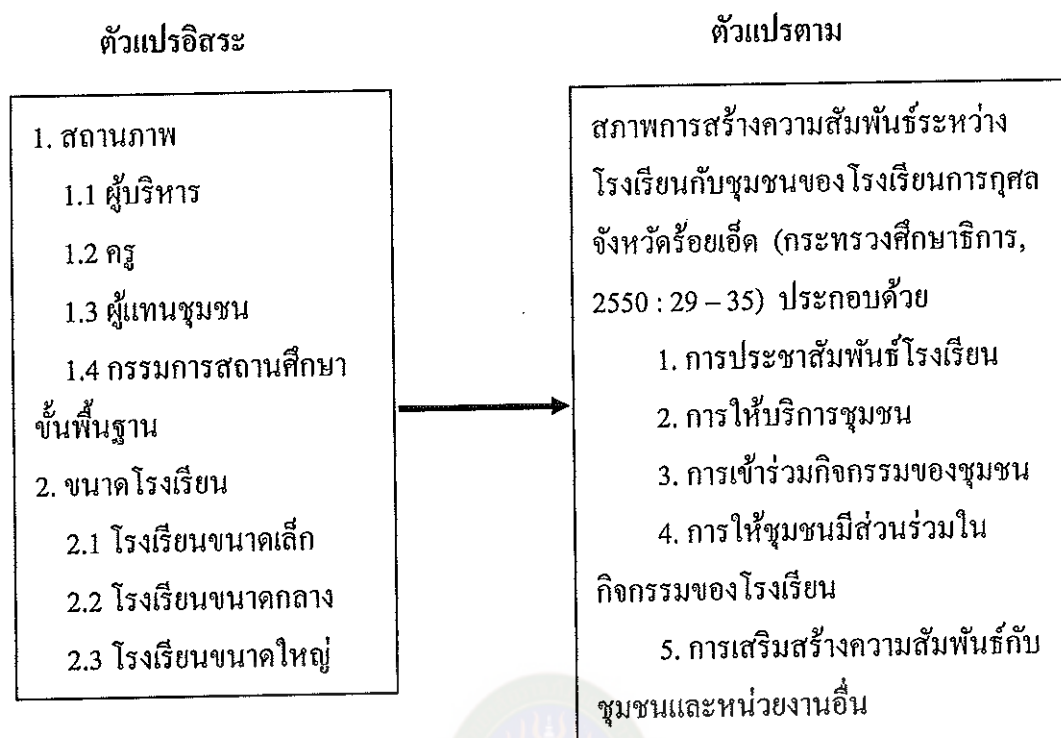 ตัวแปรอิสระ
1. สถานภาพ
1.1 ผู้บริหาร
1.2 ครู
1.3 ผู้แทนชุมชน
1.4 กรรมการสถานศึกษา
ขั้นพื้นฐาน
2. ขนาดโรงเรียน
2.1 โรงเรียนขนาดเล็ก
2.2 โรงเรียนขนาดกลาง
2.3 โรงเรียนขนาดใหญ่
ตัวแปรตาม
สภาพการสร้างความสัมพันธ์ระหว่าง
โรงเรียนกับชุมชนของโรงเรียนการกุศล
จังหวัดร้อยเอ็ด (กระทรวงศึกษาธิการ,
2550 : 29 – 35) ประกอบด้วย
1. การประชาสัมพันธ์โรงเรียน
2. การให้บริการชุมชน
3. การเข้าร่วมกิจกรรมของชุมชน
4. การให้ชุมชนมีส่วนร่วมใน
กิจกรรมของโรงเรียน
5. การเสริมสร้างความสัมพันธ์กับ
ชุมชนและหน่วยงานอื่น